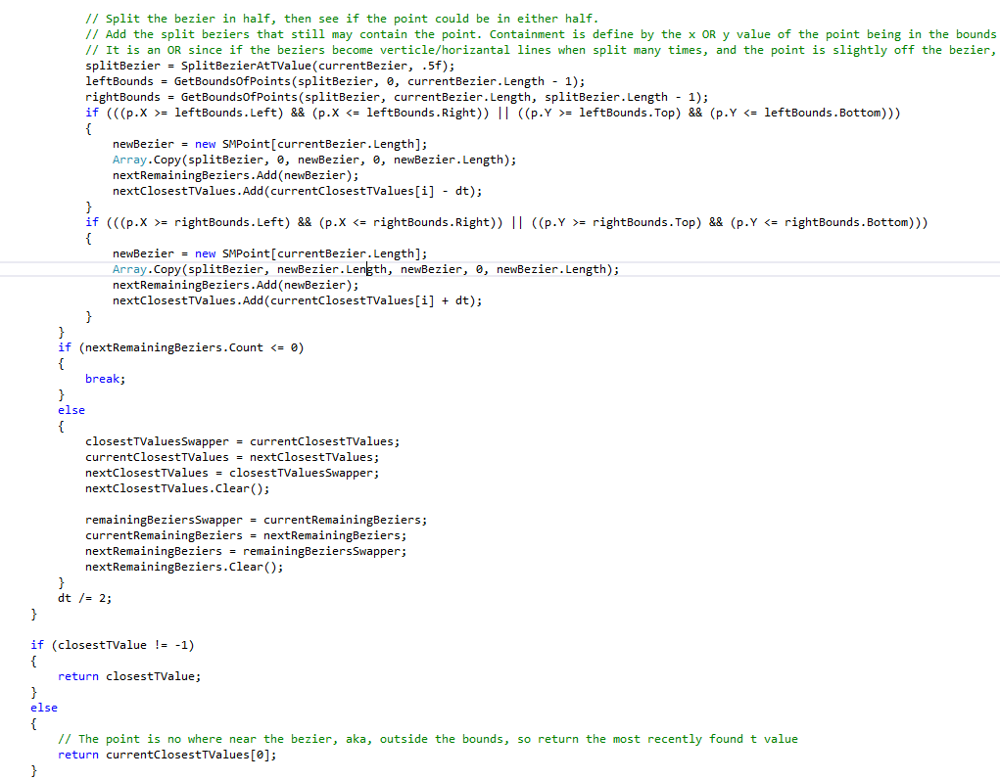 // Split the bezier in half, then see if the point could be in either half.
// Add the split beziers that still may contain the point. Containment is define by the x OR y value of the point being in the bounds
// It is an OR since if the beziers become verticle/horizantal lines when split many times, and the point is slightly off the bezier,
splitBezier = SplitBezierAtTValue(currentBezier, .5f);
leftBounds = GetBoundsOfPoints(splitBezier, 0, currentBezier.Length - 1);
rightBounds = GetBoundsOfPoints(splitBezier, currentBezier.Length, splitBezier.Length - 1);
if (((p.X >= leftBounds.Left) && (p.X <= leftBounds.Right)) || ((p.Y >= leftBounds.Top) && (p.Y <= leftBounds.Bottom)))
{
newBezier = new SMPoint[currentBezier.Length];
Array.Copy(splitBezier, 0, newBezier, 0, newBezier.Length);
nextRemainingBeziers.Add(newBezier);
nextClosestTValues.Add(currentClosestTValues[i] - dt);
}
if (((p.X >= rightBounds.Left) && (p.X <= rightBounds.Right)) || ((p.Y >= rightBounds.Top) && (p.Y <= rightBounds.Bottom)))
{
newBezier = new SMPoint[currentBezier.Length];
Array.Copy(splitBezier, newBezier.Length, newBezier, 0, newBezier.Length);
nextRemainingBeziers.Add(newBezier);
nextClosestTValues.Add(currentClosestTValues[i] + dt);
}
}
if (nextRemainingBeziers.Count <= 0)
{
break;
}
else
{
closestTValuesSwapper = currentClosestTValues;
currentClosestTValues = nextClosestTValues;
nextClosestTValues = closestTValuesSwapper;
nextClosestTValues.Clear();
remainingBeziersSwapper = currentRemainingBeziers;
currentRemainingBeziers = nextRemainingBeziers;
nextRemainingBeziers = remainingBeziersSwapper;
nextRemainingBeziers.Clear();
}
dt /= 2;
}
if (closestTValue != -1)
{
return closestTValue;
}
else
{
// The point is no where near the bezier, aka, outside the bounds, so return the most recently found t value
return currentClosestTValues[0];
}